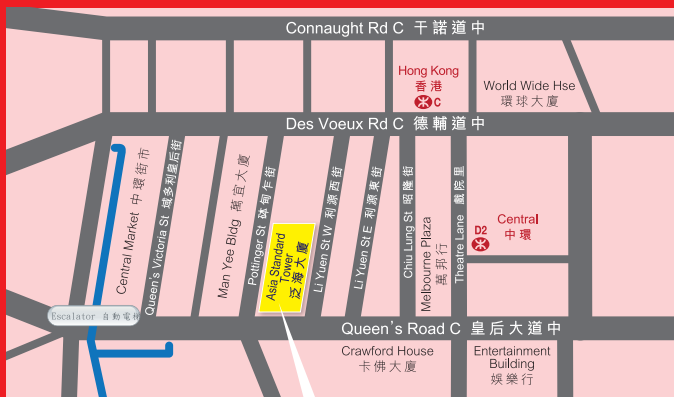 Connaught Rd C 干諾道中
Hong Kong
香港
C
World Wide Hse
環球大廈
Des Voeux Rd C 德輔道中
Central Market 中環街市
Queen's Victoria St 域多利皇后街
Man Yee Bldg 萬宜大廈
Pottinger St 砵甸乍街
Asia Standard
Tower
泛海大廈
Li Yuen St W 利源西街
Li Yuen St E 利源東街
Chiu Lung St 昭隆街
Melbourne Plaza
萬邦行
Theatre Lane 戲院里
D2
Central
中環
Escalator 自動電梯
Queen's Road C 皇后大道中
Crawford House
卡佛大廈
Entertainment
Building
娛樂行